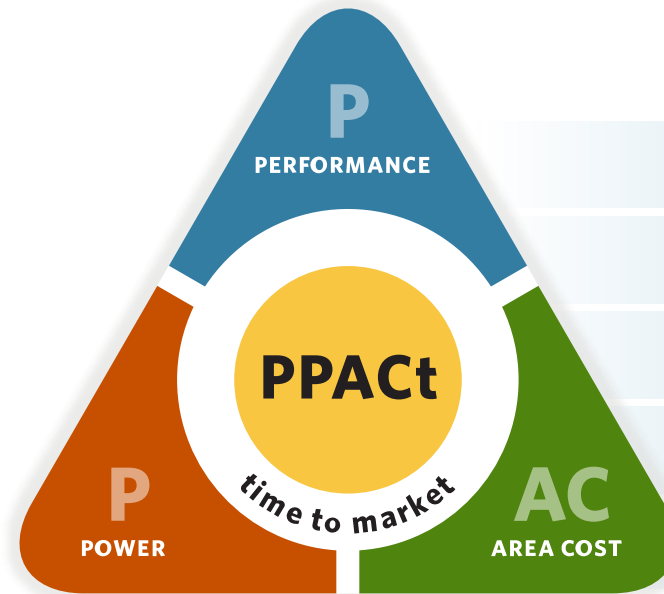 P
PERFORMANCE
PPACt
time to market
P
POWER
AC
AREA COST